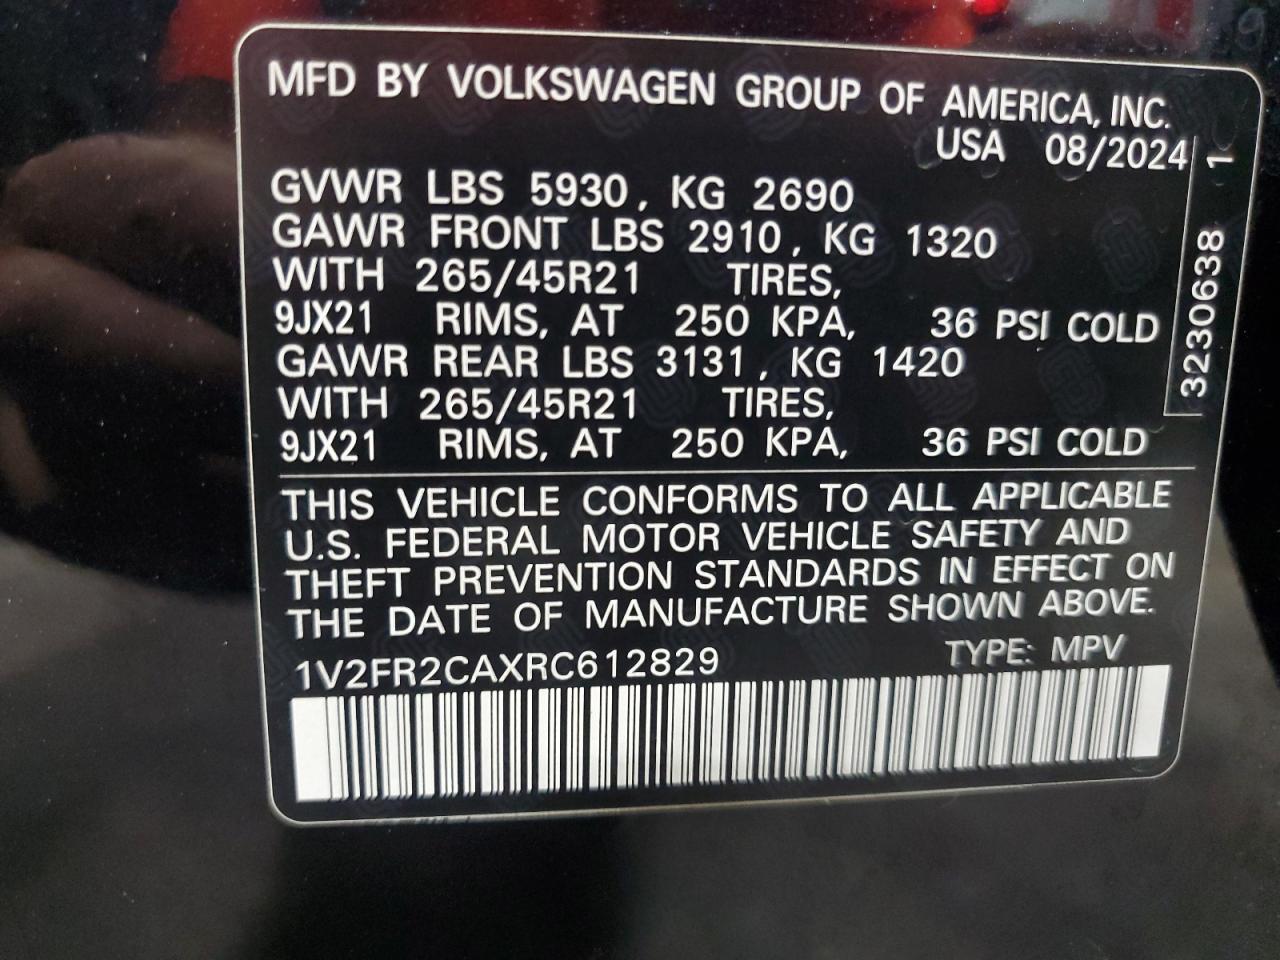 MFD BY VOLKSWAGEN GROUP OF AMERICA, INC.
USA 08/2024
GVWR LBS 5930, KG 2690
GAWR FRONT LBS 2910, KG 1320
WITH 265/45R21 TIRES,
9JX21 RIMS, AT 250 KPA, 36 PSI COLD
GAWR REAR LBS 3131, KG 1420
WITH 265/45R21 TIRES,
9JX21 RIMS, AT 250 KPA, 36 PSI COLD
3230638 1
THIS VEHICLE CONFORMS TO ALL APPLICABLE
U.S. FEDERAL MOTOR VEHICLE SAFETY AND
THEFT PREVENTION STANDARDS IN EFFECT ON
THE DATE OF MANUFACTURE SHOWN ABOVE.
1V2FR2CAXRC612829 TYPE: MPV